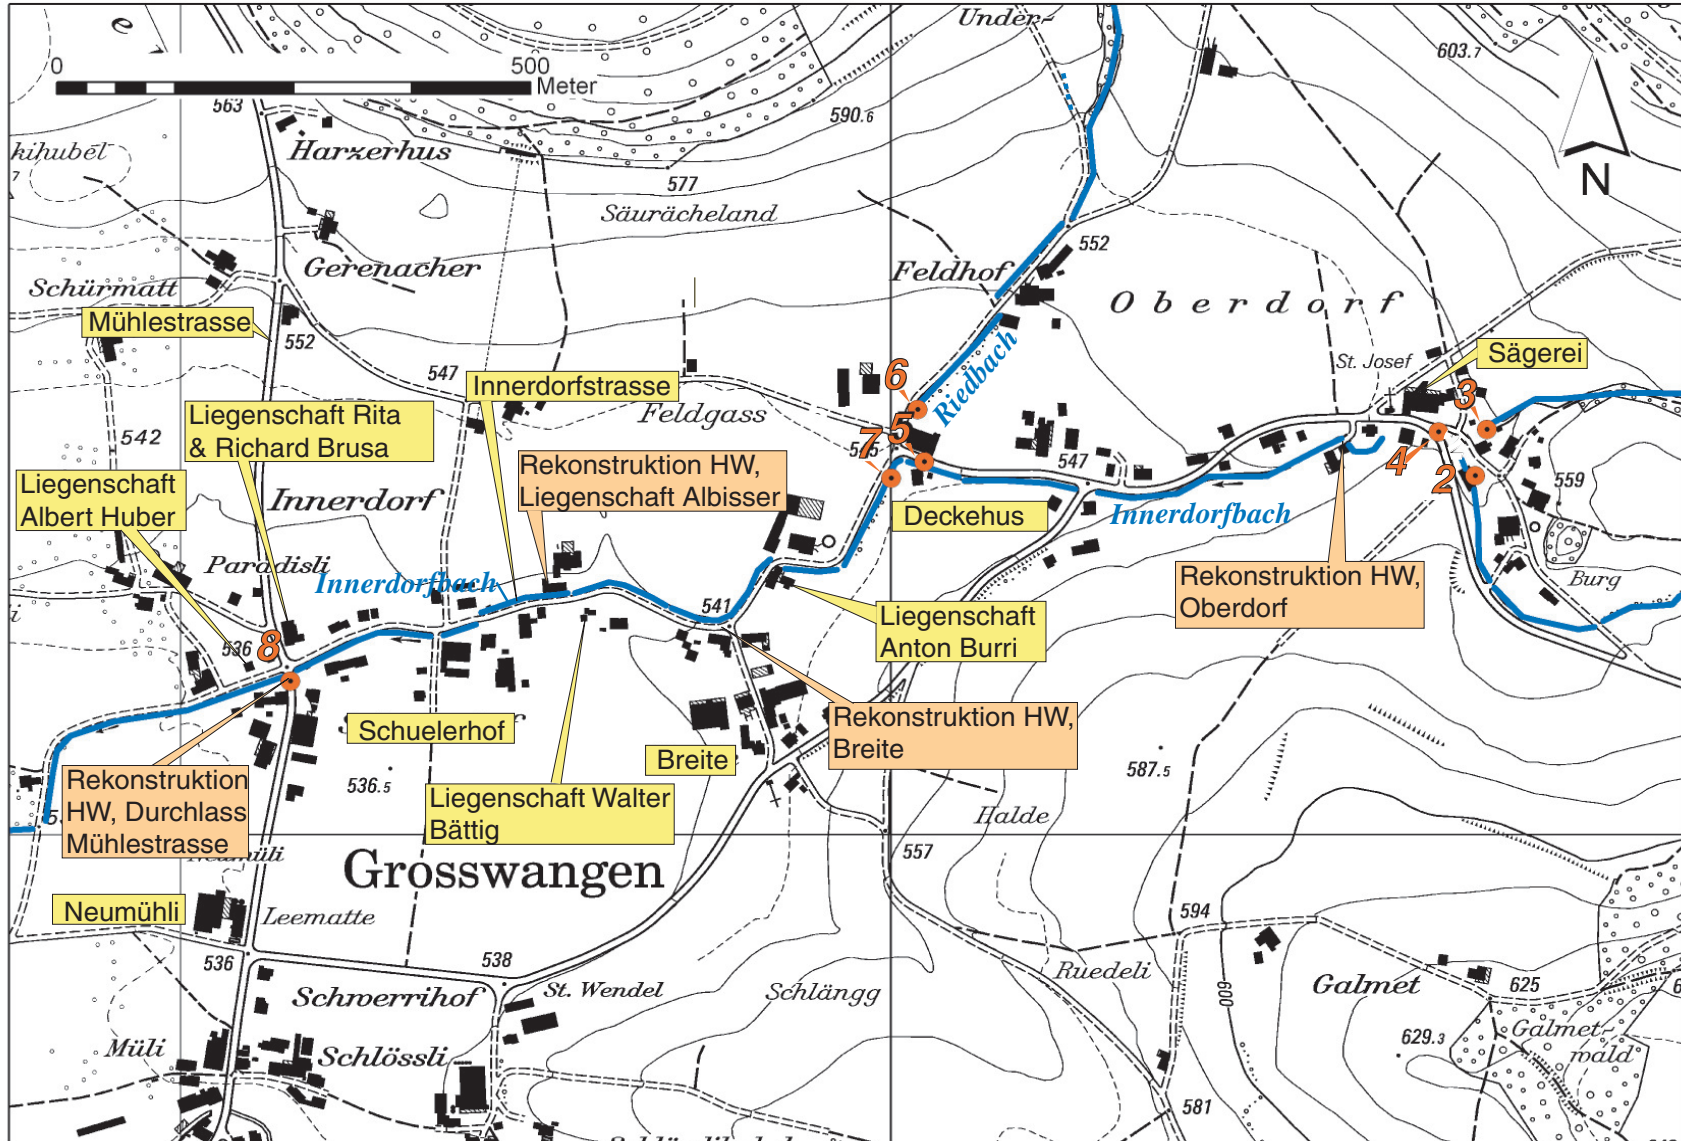 e
Under-
603.7
0
500
Meter
563
590.6
kihubel
7
Harzerhus
577
N
Säurächeland
552
Gerenacher
Feldhof
Schürmatt
Oberdorf
Mühlestrasse
552
Riedbach
St. Josef
Sägerei
547
Innerdorfstrasse
6
3
Liegenschaft Rita
& Richard Brusa
Feldgass
5
7
542
4
547
2
559
Rekonstruktion HW,
Liegenschaft Albisser
Liegenschaft
Albert Huber
Innerdorf
Deckehus
Innerdorfbach
Paradisli
Innerdorfbach
Rekonstruktion HW,
Oberdorf
Burg
541
Liegenschaft
Anton Burri
536
8
Schuelerhof
Rekonstruktion HW,
Breite
Breite
587.5
Rekonstruktion
HW, Durchlass
Mühlestrasse
536.5
Liegenschaft Walter
Bättig
Halde
Neumüli
Grosswangen
557
Neumühli
Leematte
594
536
538
Ruedeli
Galmet
625
Schwerrihof
St. Wendel
Schlängg
600
Galmet-
wald
629.3
Müli
Schlössli
581